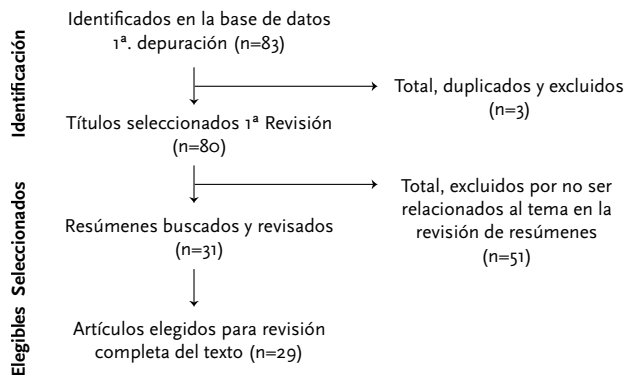 Identificación
Identificados en la base de datos
1ª. depuración (n=83)
Total, duplicados y excluidos
(n=3)
Títulos seleccionados 1ª Revisión
(n=80)
Seleccionados
Total, excluidos por no ser
relacionados al tema en la
revisión de resúmenes
(n=51)
Resúmenes buscados y revisados
(n=31)
Elegibles
Artículos elegidos para revisión
completa del texto (n=29)